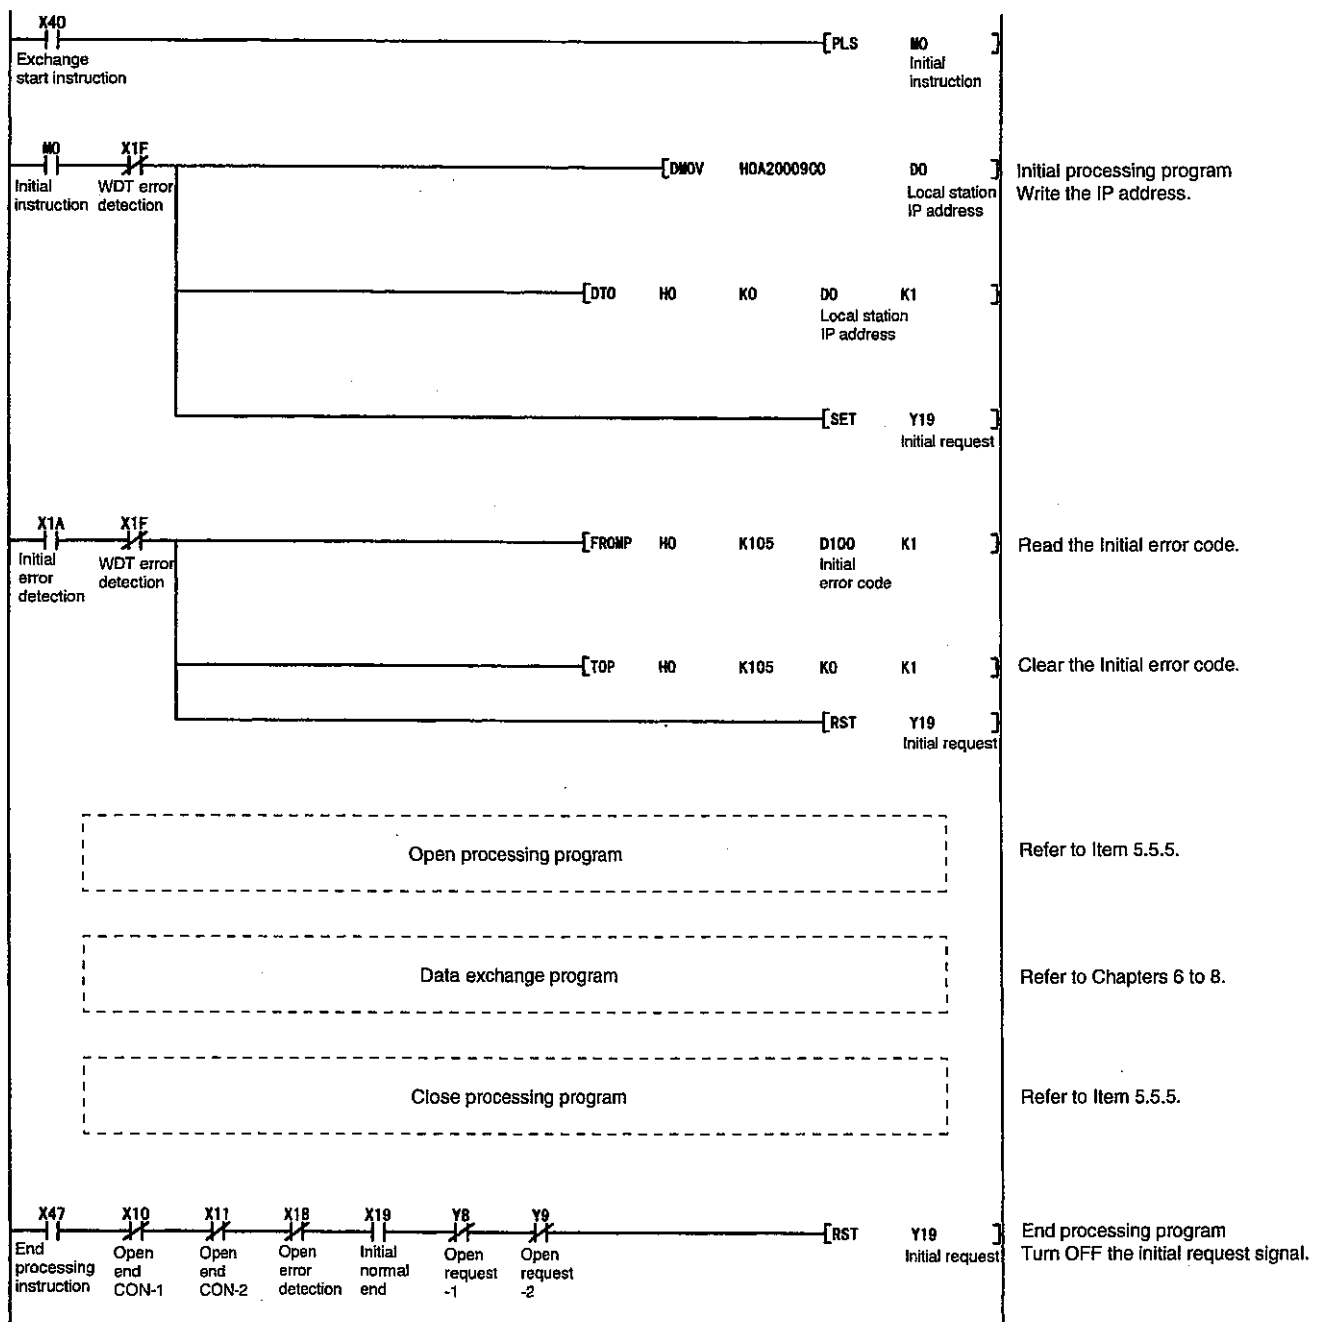 X40
[PLS M0 ]
Exchange
start instruction
Initial
instruction
M0 X1F
[DMOV H0A2000900 D0 ]
Initial
instruction
WDT error
detection
Local station
IP address
Initial processing program
Write the IP address.
[DTO H0 K0 D0 K1 ]
Local station
IP address
[SET Y19 ]
Initial request
X1A X1F
[FROMP H0 K105 D100 K1 ]
Initial
error
detection
WDT error
detection
Initial
error code
Read the Initial error code.
[TOP H0 K105 K0 K1 ]
Clear the Initial error code.
[RST Y19 ]
Initial request
Open processing program
Refer to Item 5.5.5.
Data exchange program
Refer to Chapters 6 to 8.
Close processing program
Refer to Item 5.5.5.
X47 X10 X11 X18 X19 Y8 Y9
[RST Y19 ]
End
processing
instruction
Open
end
CON-1
Open
end
CON-2
Open
error
detection
Initial
normal
end
Open
request
-1
Open
request
-2
Initial request
End processing program
Turn OFF the initial request signal.